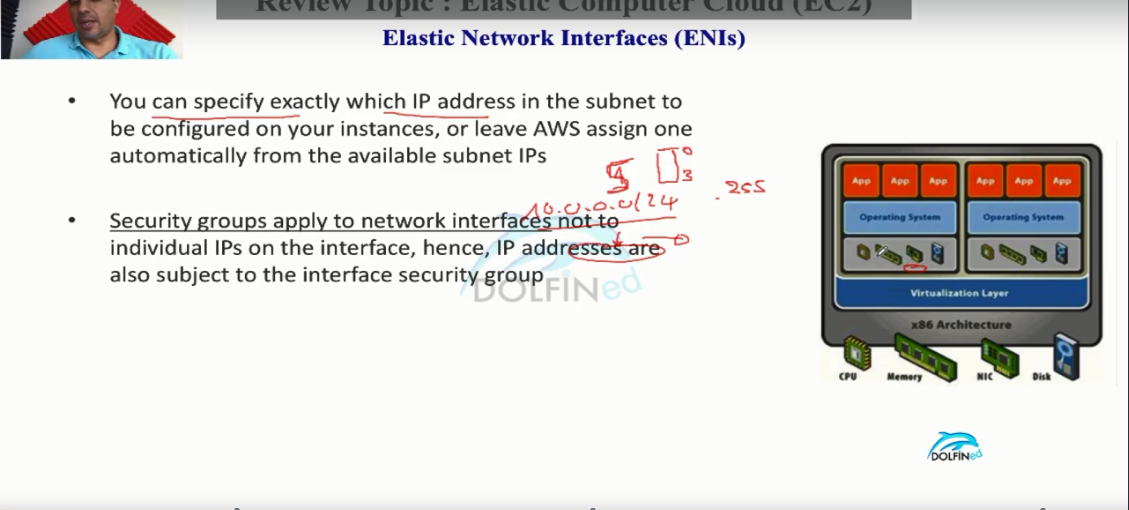 Review Topic : Elastic Computer Cloud (EC2)
Elastic Network Interfaces (ENIs)
• You can specify exactly which IP address in the subnet to
be configured on your instances, or leave AWS assign one
automatically from the available subnet IPs
5 0
3
10.0.0.0/24 .255
• Security groups apply to network interfaces not to
individual IPs on the interface, hence, IP addresses are
also subject to the interface security group
DOLFINed
App App App App App App
Operating System Operating System
Virtualization Layer
x86 Architecture
CPU Memory NIC Disk
DOLFINed